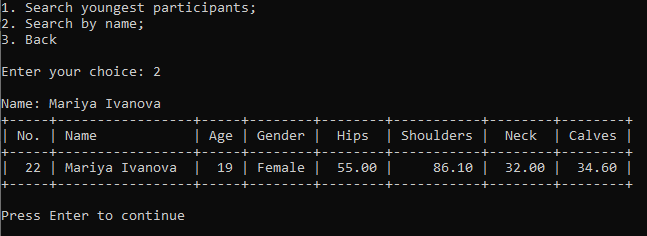 1. Search youngest participants;
2. Search by name;
3. Back
Enter your choice: 2
Name: Mariya Ivanova
+-----+-----------------+-----+--------+--------+-----------+--------+--------+
| No. | Name            | Age | Gender |  Hips  | Shoulders |  Neck  | Calves |
+-----+-----------------+-----+--------+--------+-----------+--------+--------+
|  22 | Mariya Ivanova  |  19 | Female |  55.00 |     86.10 |  32.00 |  34.60 |
+-----+-----------------+-----+--------+--------+-----------+--------+--------+
Press Enter to continue